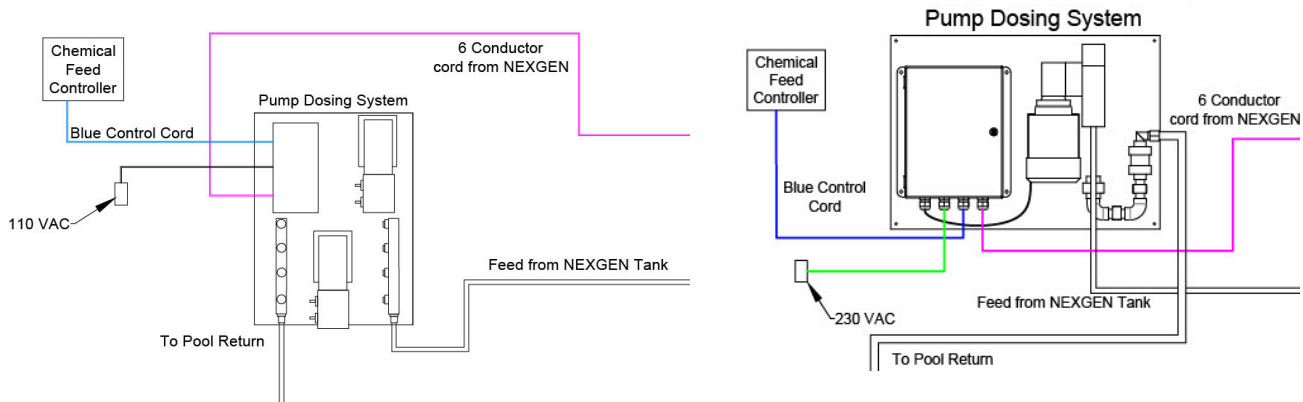 Chemical
Feed
Controller
6 Conductor
cord from NEXGEN
Pump Dosing System
Blue Control Cord
110 VAC
Feed from NEXGEN Tank
To Pool Return
Pump Dosing System
Chemical
Feed
Controller
6 Conductor
cord from NEXGEN
Blue Control
Cord
Feed from NEXGEN Tank
230 VAC
To Pool Return